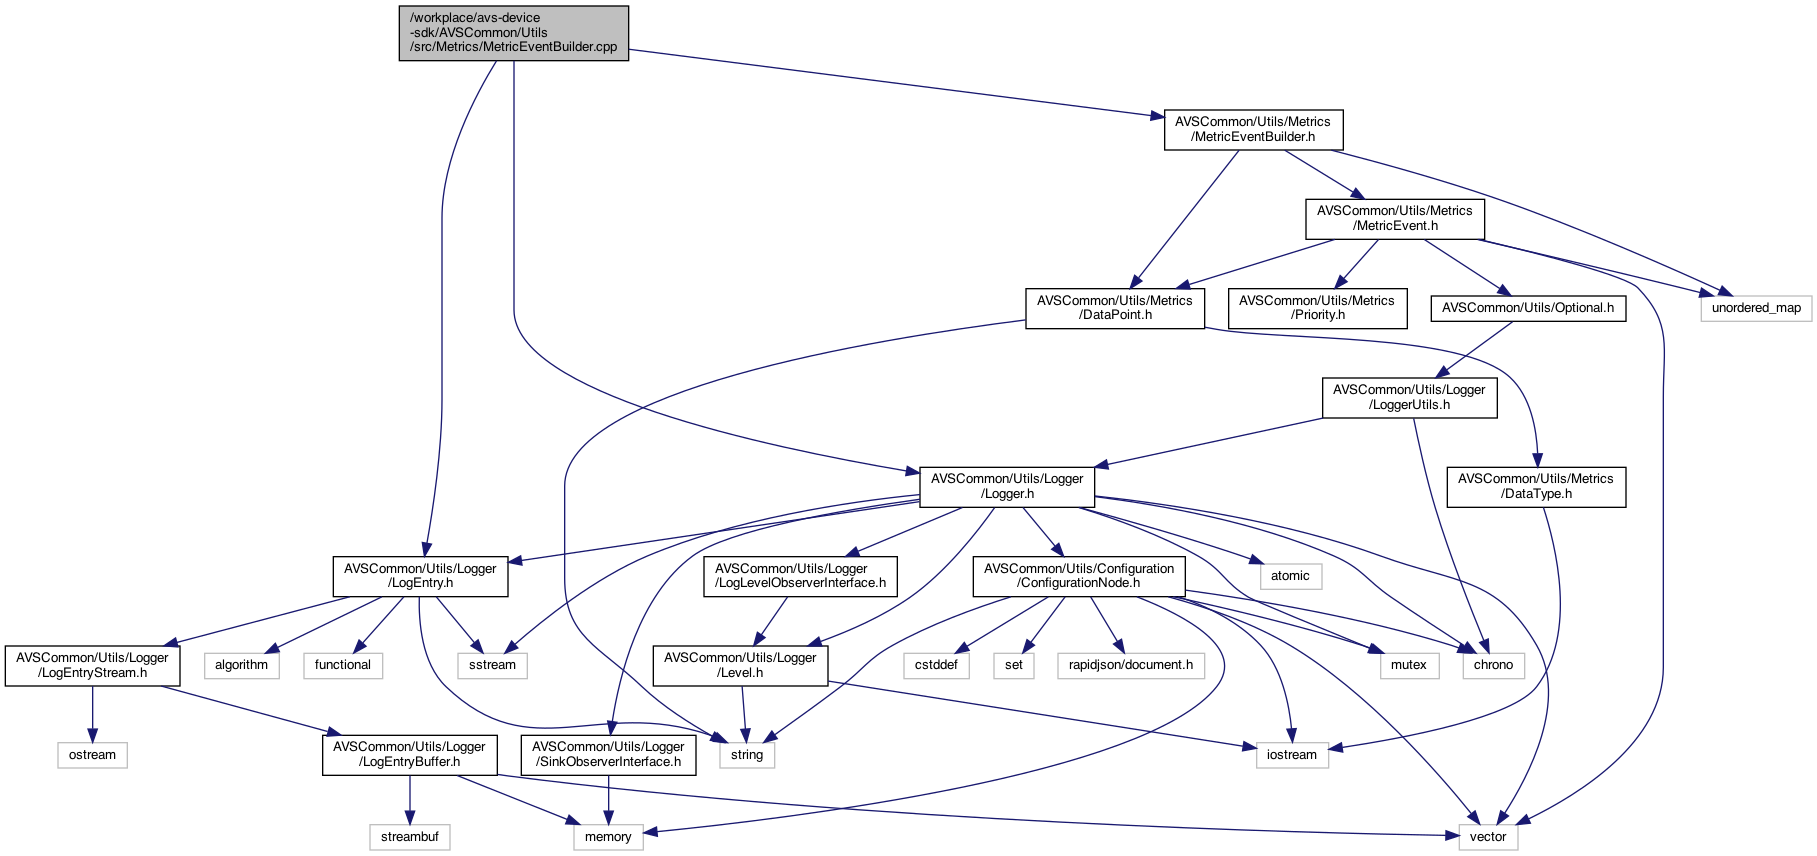 /workplace/avs-device
-sdk/AVSCommon/Utils
/src/Metrics/MetricEventBuilder.cpp
AVSCommon/Utils/Metrics
/MetricEventBuilder.h
AVSCommon/Utils/Metrics
/MetricEvent.h
AVSCommon/Utils/Metrics
/DataPoint.h
AVSCommon/Utils/Metrics
/Priority.h
AVSCommon/Utils/Optional.h
unordered_map
AVSCommon/Utils/Logger
/LoggerUtils.h
AVSCommon/Utils/Logger
/Logger.h
AVSCommon/Utils/Metrics
/DataType.h
AVSCommon/Utils/Logger
/LogEntry.h
AVSCommon/Utils/Logger
/LogLevelObserverInterface.h
AVSCommon/Utils/Configuration
/ConfigurationNode.h
atomic
AVSCommon/Utils/Logger
/LogEntryStream.h
algorithm
functional
sstream
AVSCommon/Utils/Logger
/Level.h
cstddef
set
rapidjson/document.h
mutex
chrono
ostream
AVSCommon/Utils/Logger
/LogEntryBuffer.h
AVSCommon/Utils/Logger
/SinkObserverInterface.h
string
iostream
streambuf
memory
vector